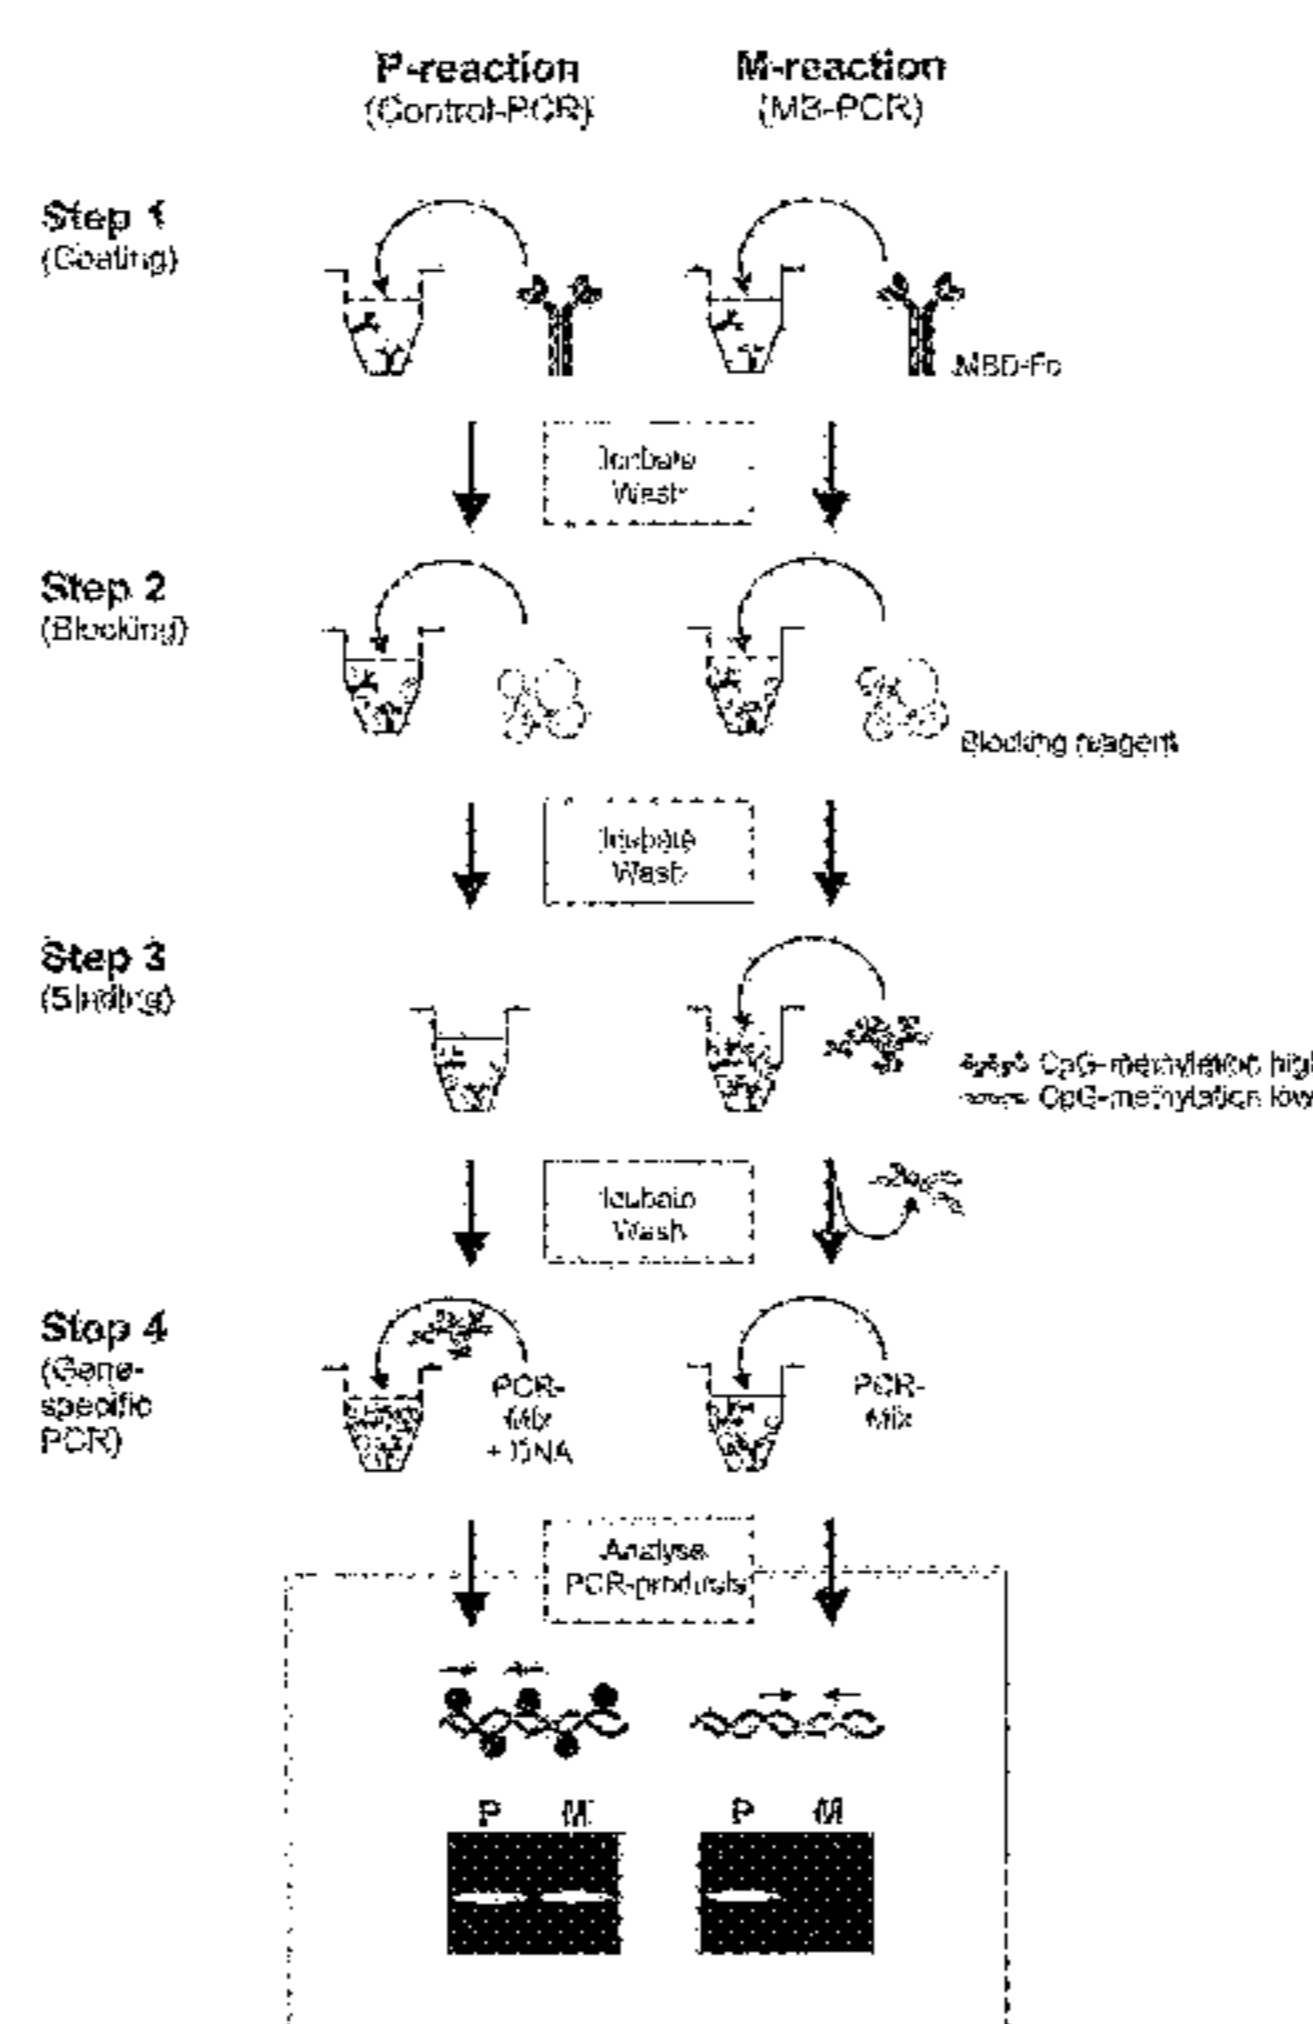 P-reaction
(Control-PCR)
M-reaction
(MB-PCR)
Step 1
(Coating)
MBD-Fc
Wash
Step 2
(Blocking)
Blocking reagent
Incubate
Wash
Step 3
(Binding)
CpG-methylation high
CpG-methylation low
Incubate
Wash
Step 4
(Gene-
specific
PCR)
PCR-
Mix
+ DNA
PCR-
Mix
Analyse
PCR-products
P M
P M